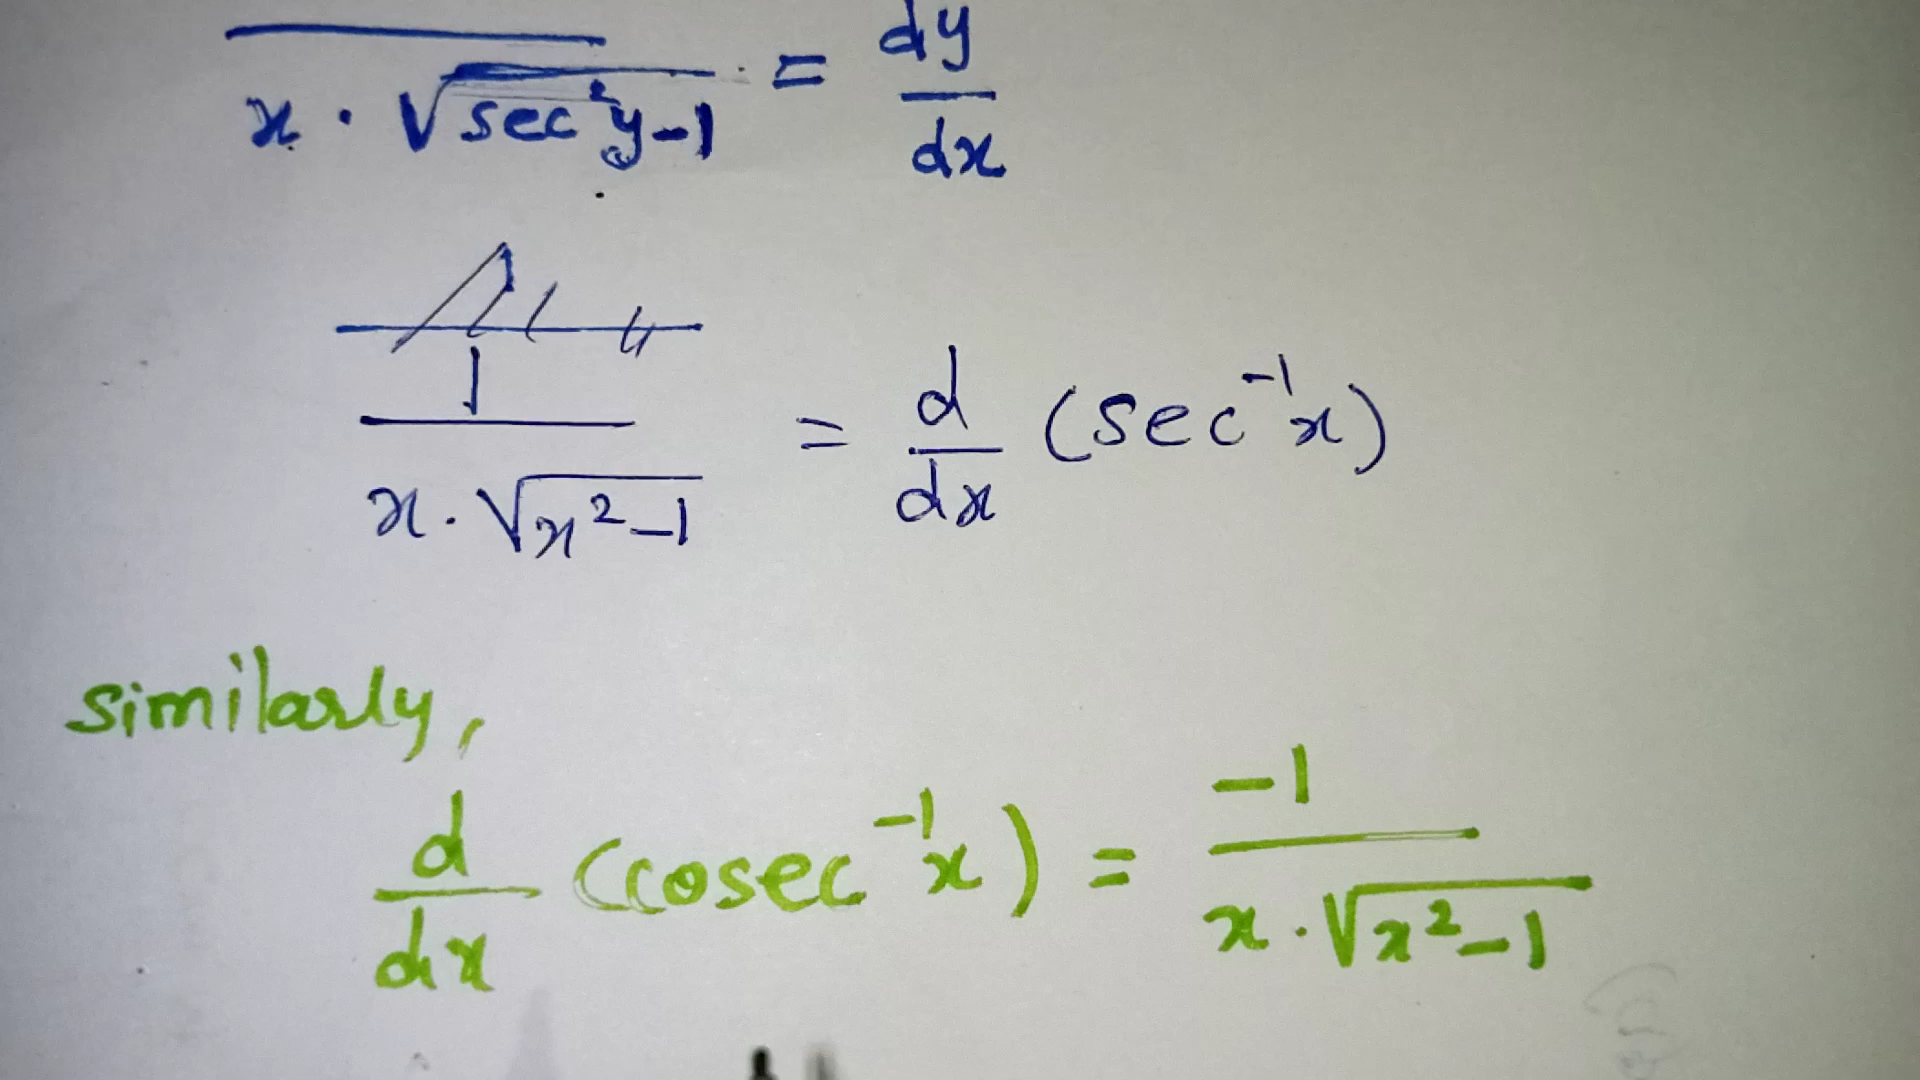 x · √sec²y-1 = dy/dx
1/x·√x²-1 = d/dx (sec⁻¹x)
similarly,
d/dx (cosec⁻¹x) = -1/x·√x²-1